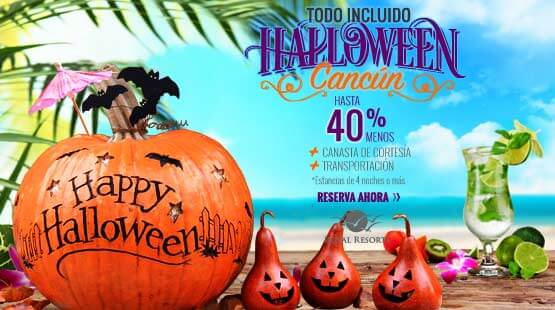 TODO INCLUIDO
HALLOWEEN
Cancún
HASTA
40%
MENOS
+ CANASTA DE CORTESÍA
+ TRANSPORTACIÓN
*Estancias de 4 noches o más
RESERVA AHORA »
RESORT
Happy
Halloween